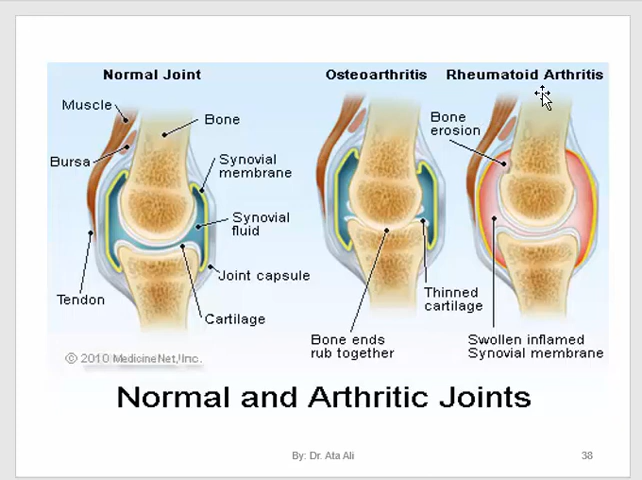 Normal Joint
Osteoarthritis
Rheumatoid Arthritis
Muscle
Bone
Bursa
Synovial
membrane
Synovial
fluid
Joint capsule
Tendon
Cartilage
Bone
erosion
Thinned
cartilage
Bone ends
rub together
Swollen inflamed
Synovial membrane
© 2010 MedicineNet, Inc.
Normal and Arthritic Joints
By: Dr. Ata Ali
38